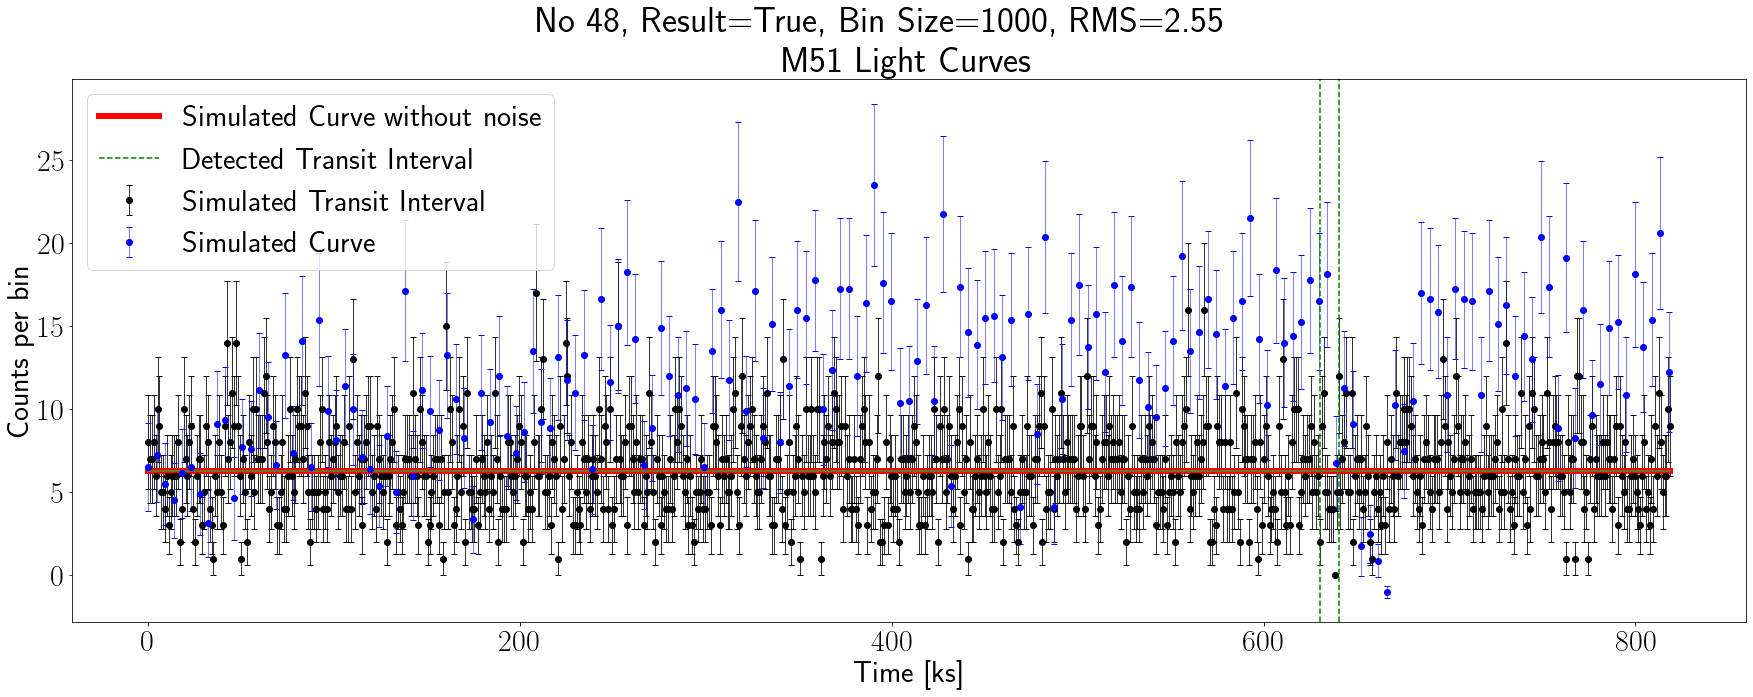 No 48, Result=True, Bin Size=1000, RMS=2.55
M51 Light Curves
Simulated Curve without noise
Detected Transit Interval
Simulated Transit Interval
Simulated Curve
Counts per bin
25
20
15
10
5
0
0 200 400 600 800
Time [ks]